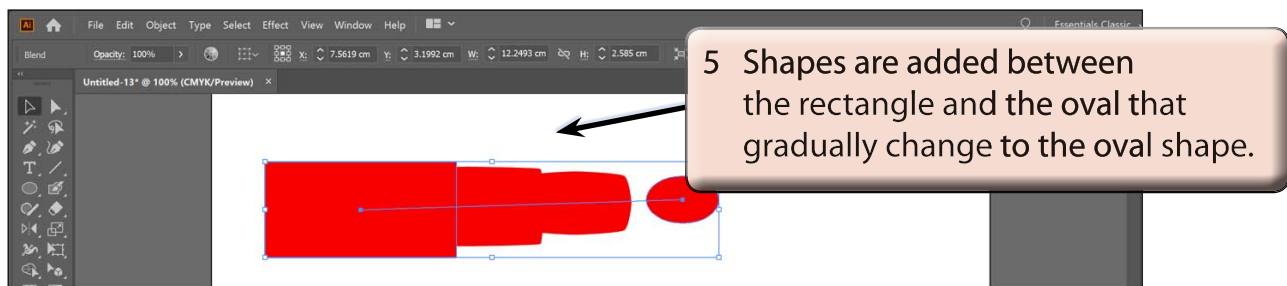 Ai File Edit Object Type Select Effect View Window Help Essentials Classic
Blend Opacity: 100% X: 7.5619 cm Y: 3.1992 cm W: 12.2493 cm H: 2.585 cm
Untitled-13* @ 100% (CMYK/Preview) ×
5 Shapes are added between
the rectangle and the oval that
gradually change to the oval shape.